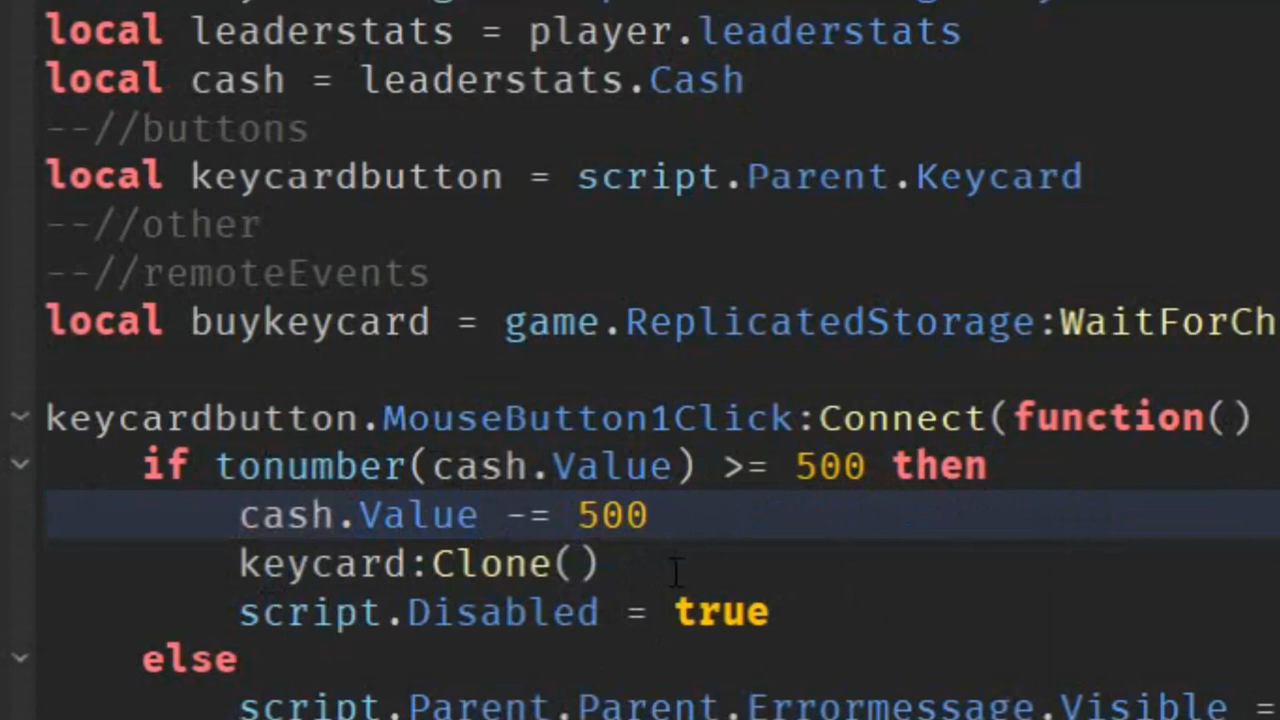 local leaderstats = player.leaderstats
local cash = leaderstats.Cash
--//buttons
local keycardbutton = script.Parent.Keycard
--//other
--//remoteEvents
local buykeycard = game.ReplicatedStorage:WaitForCh
keycardbutton.MouseButton1Click:Connect(function()
if tonumber(cash.Value) >= 500 then
cash.Value -= 500
keycard:Clone()
script.Disabled = true
else
script.Parent.Parent.Errormessage.Visible =